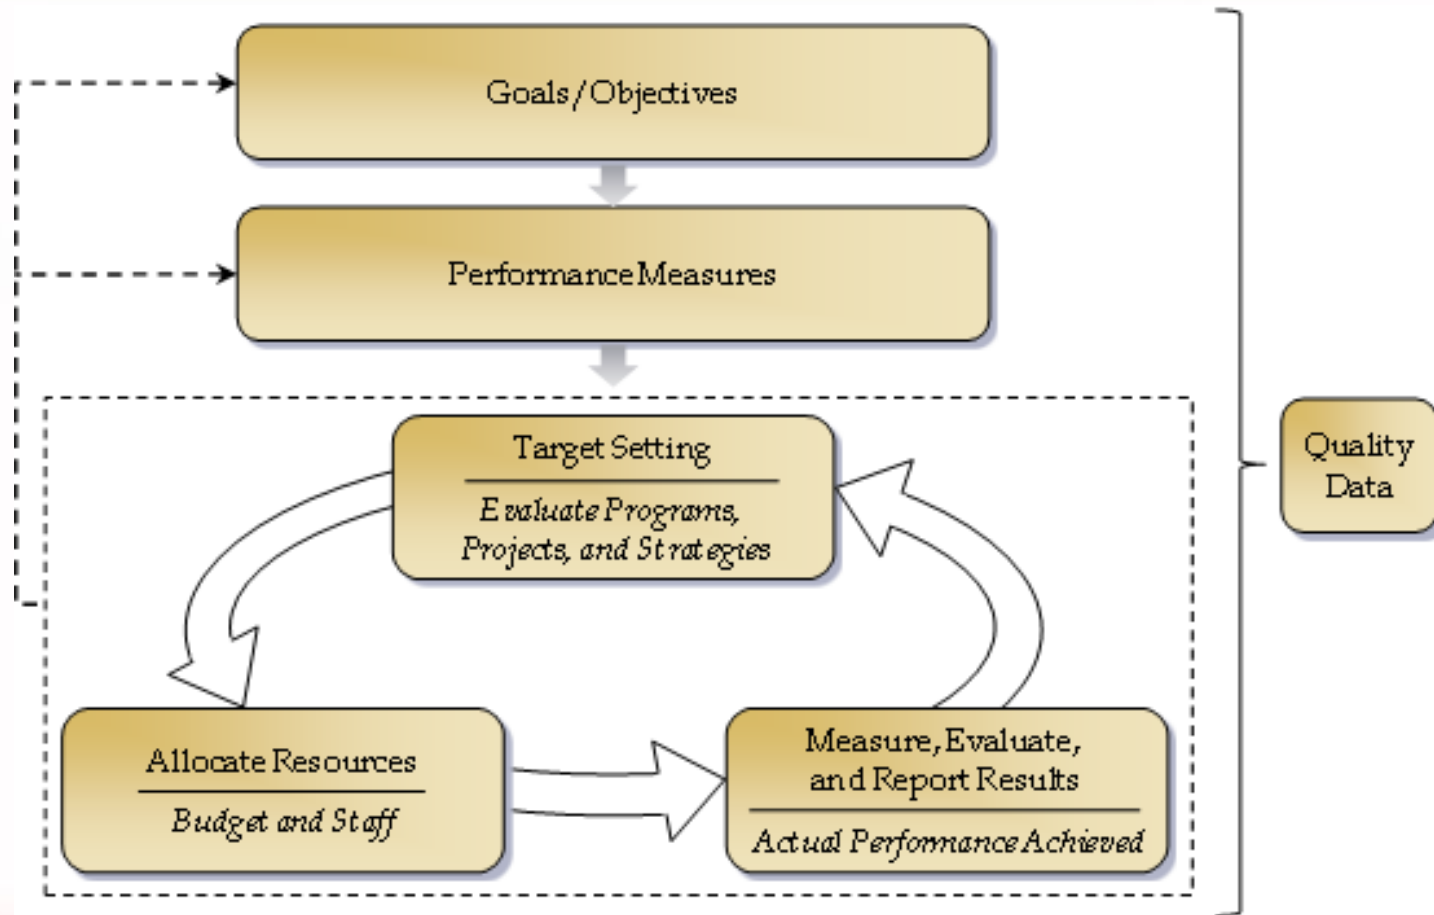 Goals/Objectives
Performance Measures
Target Setting
Evaluate Programs,
Projects, and Strategies
Quality
Data
Allocate Resources
Budget and Staff
Measure, Evaluate,
and Report Results
Actual Performance Achieved